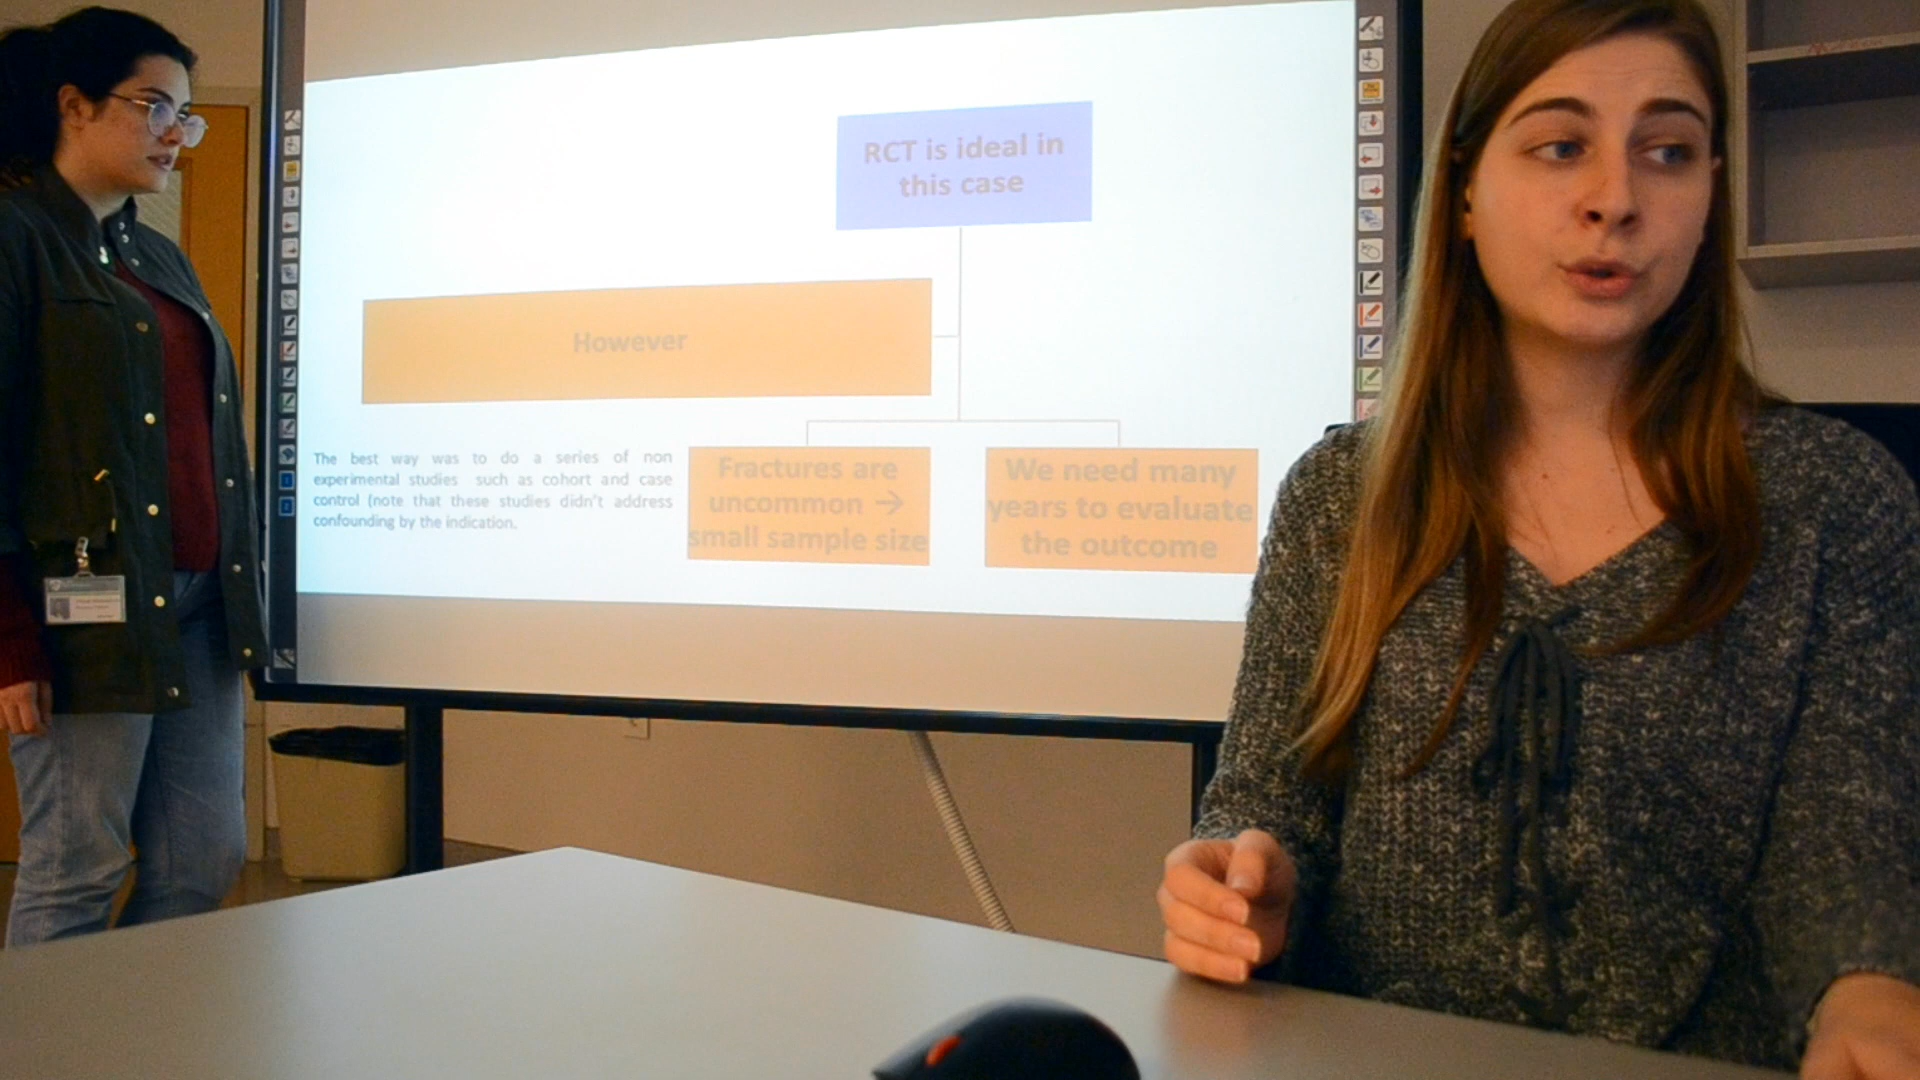 RCT is ideal in
this case
However
The best way was to do a series of non
experimental studies such as cohort and case
control (note that these studies didn't address
confounding by the indication.
Fractures are
uncommon →
small sample size
We need many
years to evaluate
the outcome